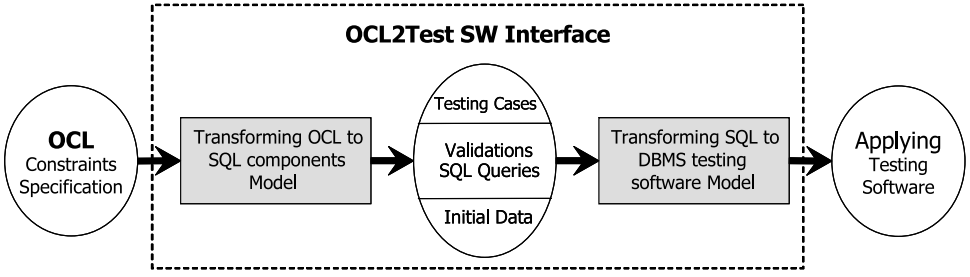 OCL2Test SW Interface
OCL
Constraints
Specification
Transforming OCL to
SQL components
Model
Testing Cases
Validations
SQL Queries
Initial Data
Transforming SQL to
DBMS testing
software Model
Applying
Testing
Software